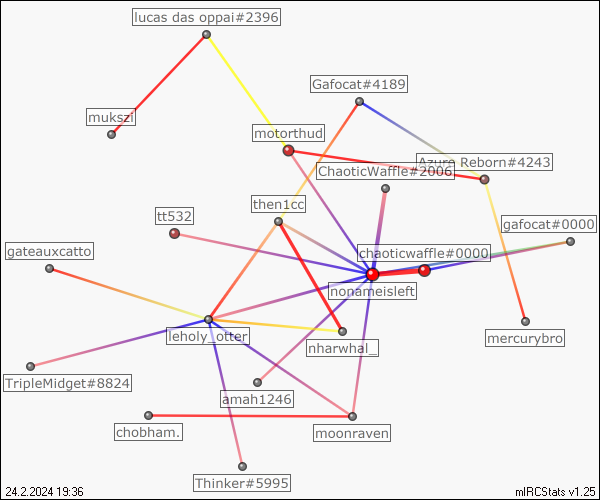 lucas das oppai#2396
Gafocat#4189
mukszi
motorthud
Azure Reborn#4243
ChaoticWaffle#2006
then1cc
tt532
gafocat#0000
gateauxcatto
chaoticwaffle#0000
nonameisleft
leholy_otter
nharwhal_
mercurybro
TripleMidget#8824
amah1246
chobham.
moonraven
Thinker#5995
24.2.2024 19:36
mIRCStats v1.25